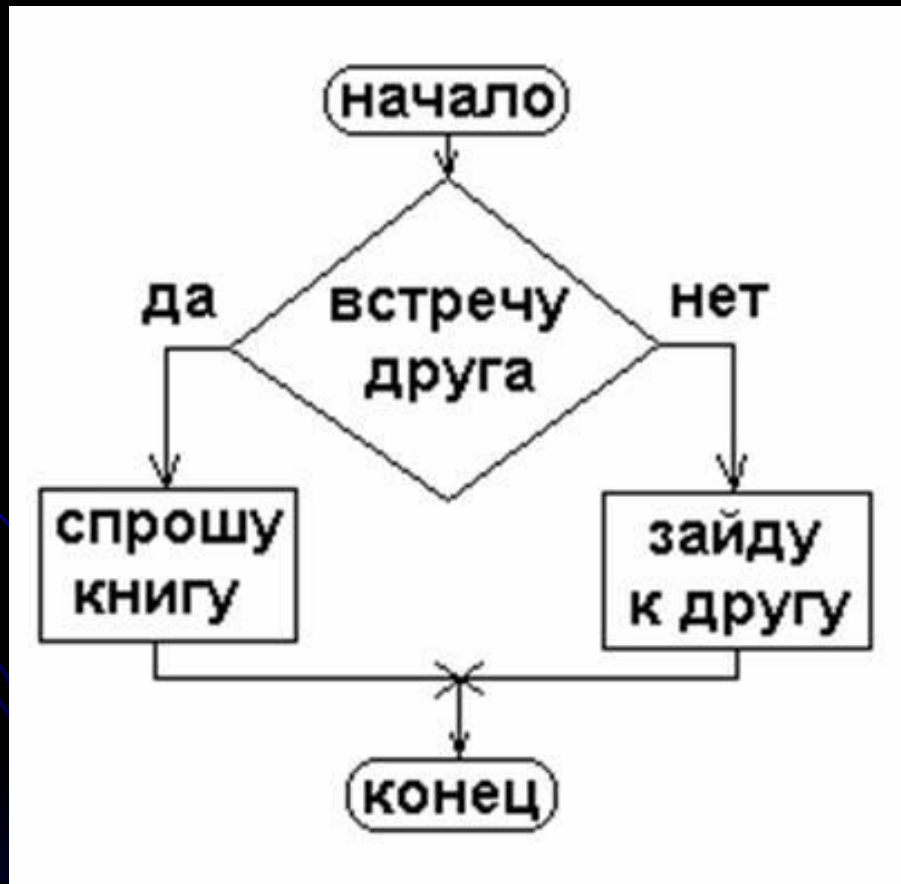 начало
да
встречу
друга
нет
спрошу
книгу
зайду
к другу
конец